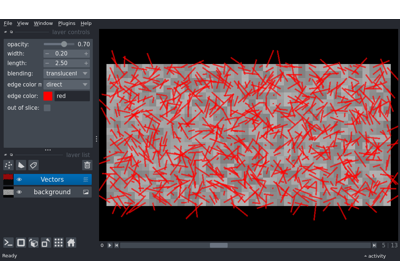 File View Window Plugins Help
layer controls
opacity: 0.70
width: 0.20
length: 2.50
blending: translucent
edge color m direct
edge color: red
out of slice:
layer list
Vectors
background
0
5 13
Ready
activity